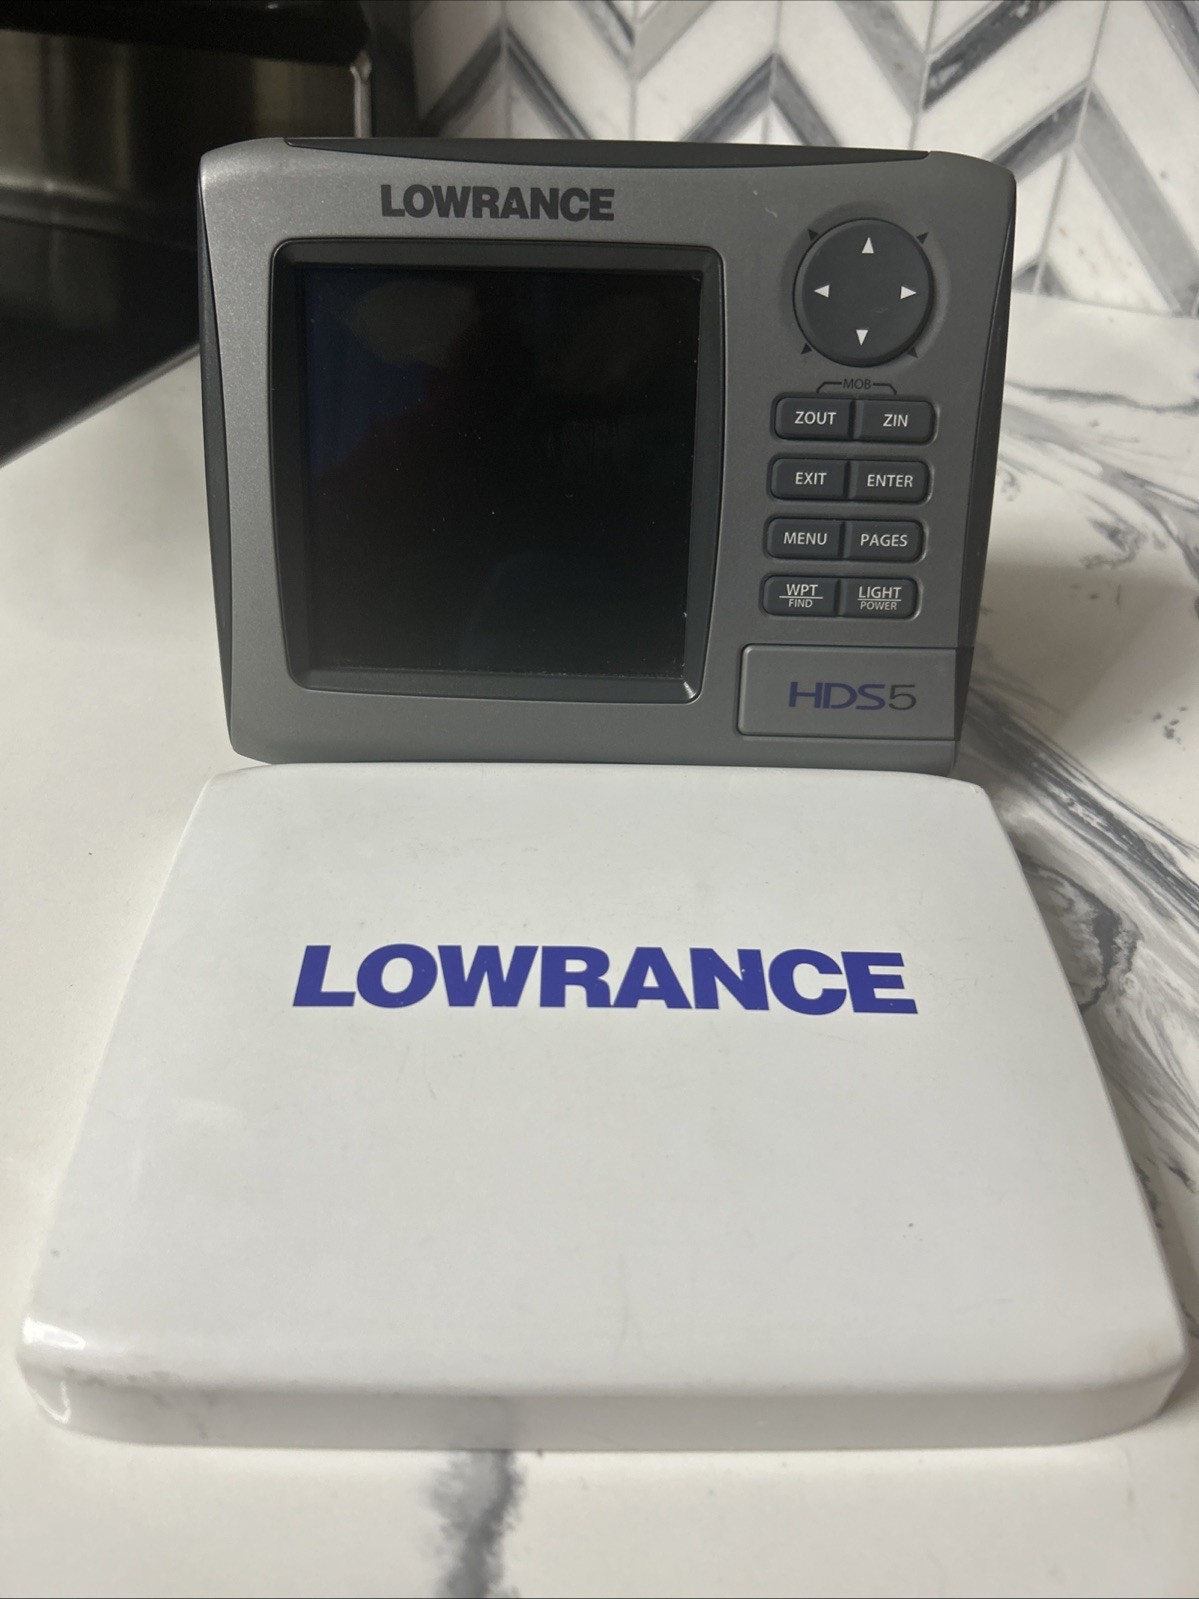 LOWRANCE
MOB
ZOUT ZIN
EXIT ENTER
MENU PAGES
WPT LIGHT
FIND POWER
HDS5
LOWRANCE